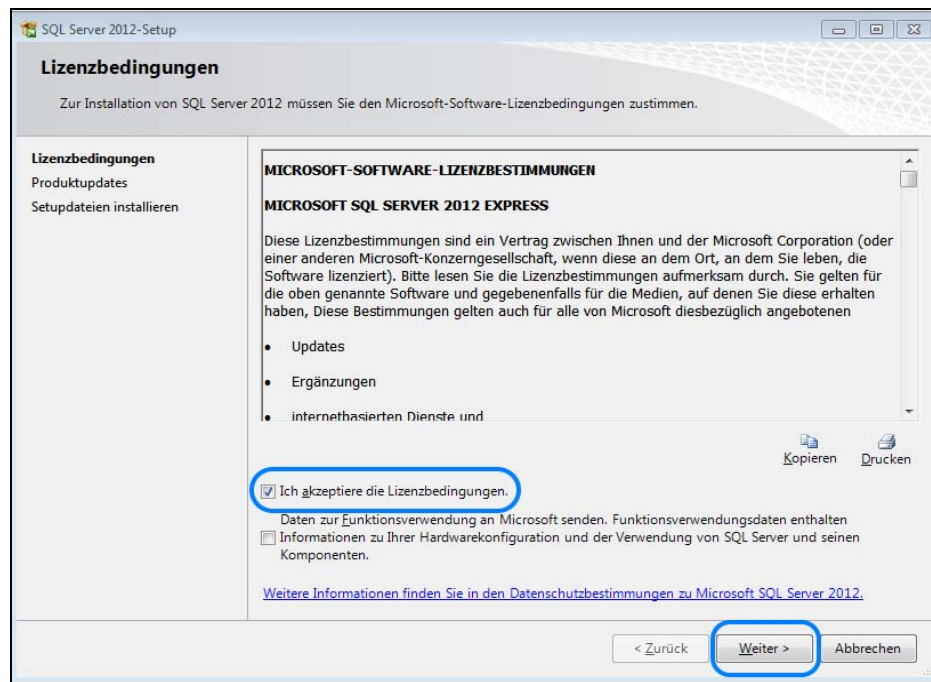 SQL Server 2012-Setup
Lizenzbedingungen
Zur Installation von SQL Server 2012 müssen Sie den Microsoft-Software-Lizenzbedingungen zustimmen.
Lizenzbedingungen
Produktupdates
Setupdateien installieren
MICROSOFT-SOFTWARE-LIZENZBESTIMMUNGEN
MICROSOFT SQL SERVER 2012 EXPRESS
Diese Lizenzbestimmungen sind ein Vertrag zwischen Ihnen und der Microsoft Corporation (oder
einer anderen Microsoft-Konzerngesellschaft, wenn diese an dem Ort, an dem Sie leben, die
Software lizenziert). Bitte lesen Sie die Lizenzbestimmungen aufmerksam durch. Sie gelten für
die oben genannte Software und gegebenenfalls für die Medien, auf denen Sie diese erhalten
haben, Diese Bestimmungen gelten auch für alle von Microsoft diesbezüglich angebotenen
• Updates
• Ergänzungen
• internetbasierten Dienste und
Kopieren Drucken
Ich akzeptiere die Lizenzbedingungen.
Daten zur Funktionsverwendung an Microsoft senden. Funktionsverwendungsdaten enthalten
Informationen zu Ihrer Hardwarekonfiguration und der Verwendung von SQL Server und seinen
Komponenten.
Weitere Informationen finden Sie in den Datenschutzbestimmungen zu Microsoft SQL Server 2012.
< Zurück Weiter > Abbrechen